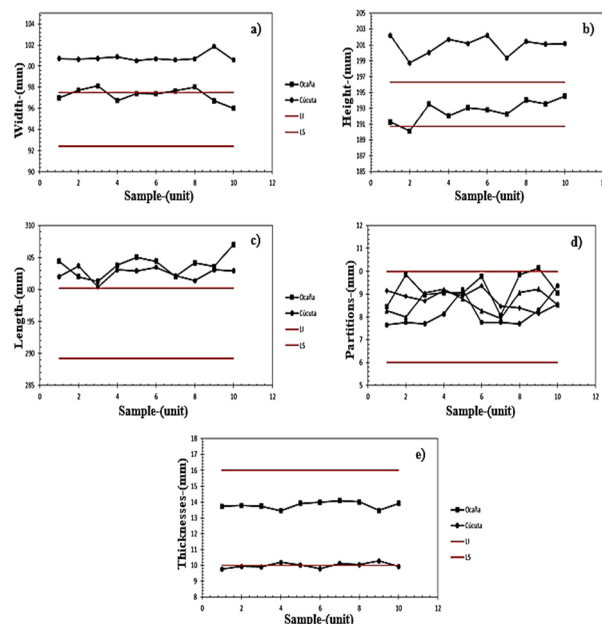 a)
106
104
102
00
98
96
94
92
90
Width-(mm)
0 2 4 6 8 10 12
Sample-(unit)
Ocaña
Cúcuta
LI
LS
b)
205
203
201
199
197
195
193
191
189
187
185
Height-(mm)
0 2 4 6 8 10 12
Sample-(unit)
Ocaña
Cúcuta
LI
LS
c)
310
305
00
295
290
285
Length-(mm)
0 2 4 6 8 10 12
Sample-(unit)
Ocaña
Cúcuta
LI
LS
d)
12
11
0
9
8
7
6
5
Partitions-(mm)
0 2 4 6 8 10
Sample-(unit)
Ocaña
Cúcuta
LI
LS
e)
18
17
16
15
14
13
12
11
10
9
8
Thicknesses-(mm)
0 2 4 6 8 10 12
Sample-(unit)
Ocaña
Cúcuta
LI
LS